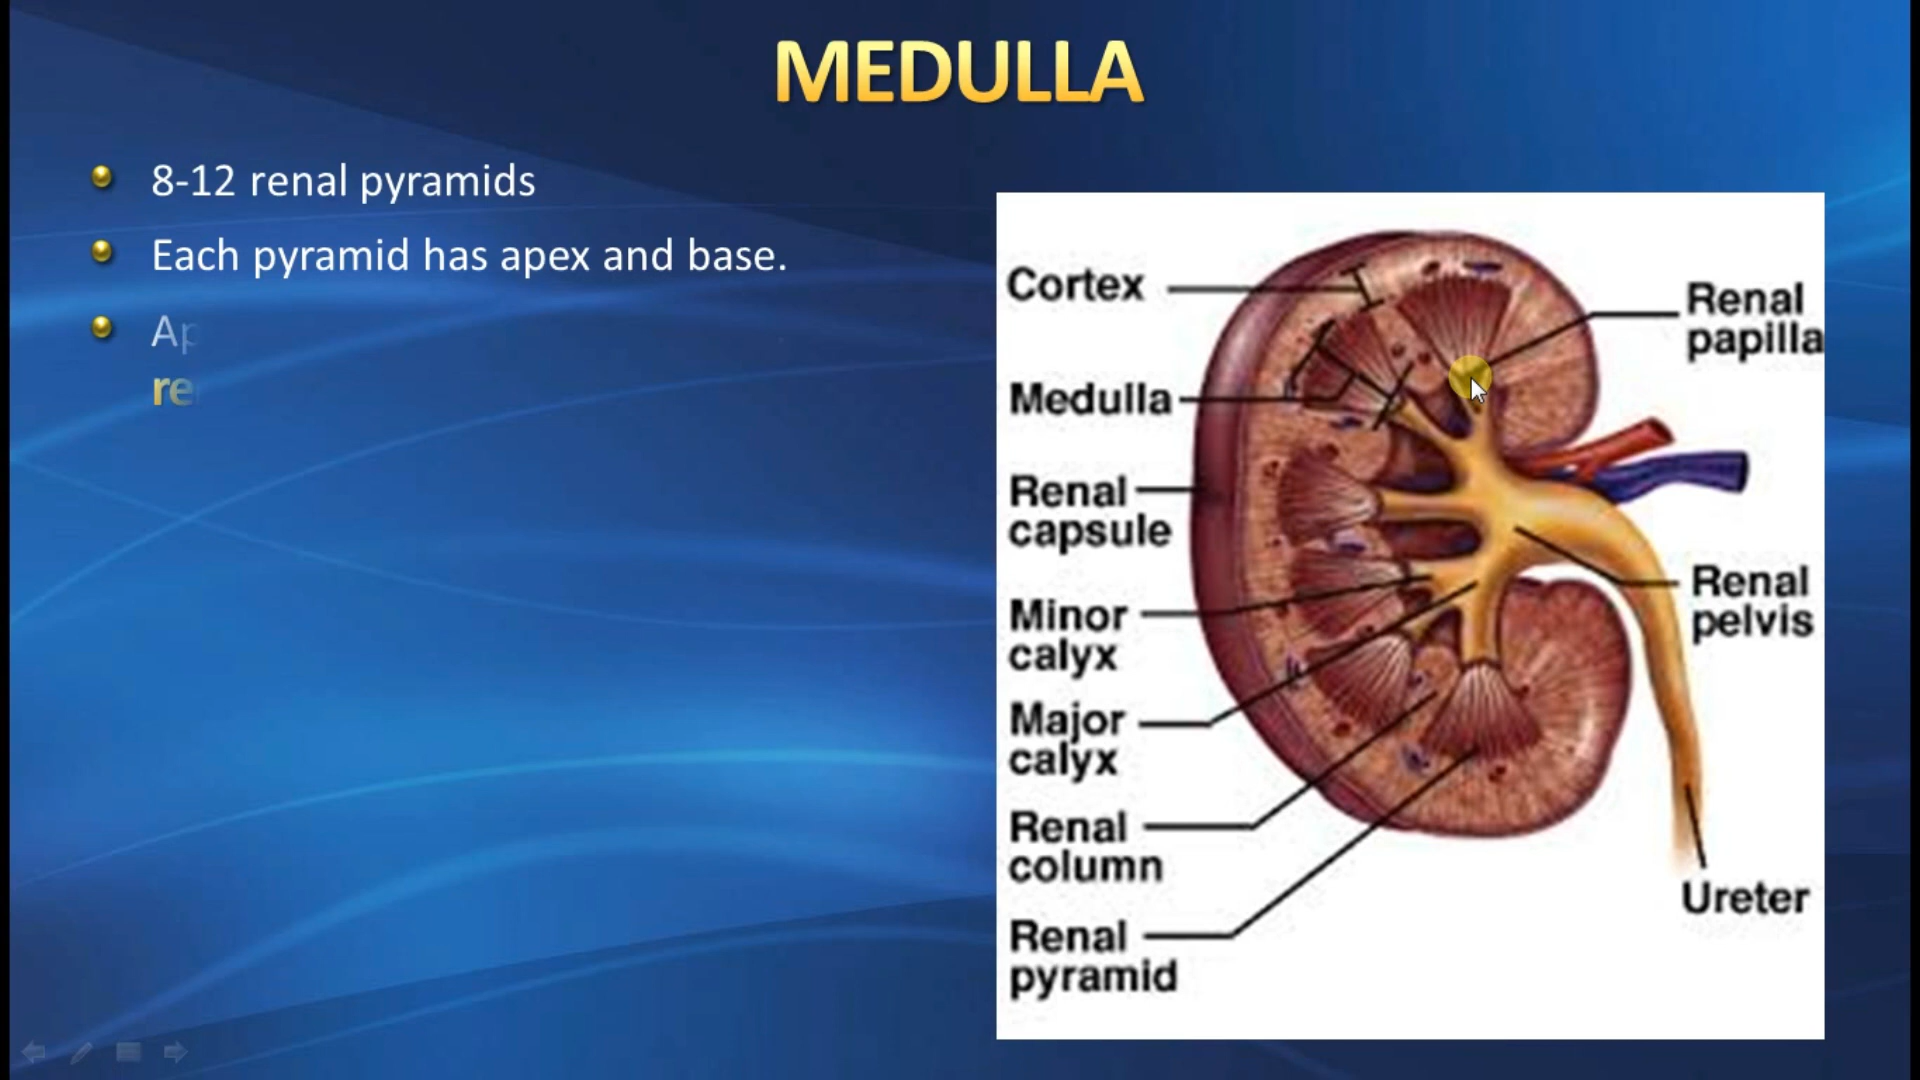 MEDULLA
8-12 renal pyramids
Each pyramid has apex and base.
Cortex
Medulla
Renal
capsule
Minor
calyx
Major
calyx
Renal
column
Renal
pyramid
Renal
papilla
Renal
pelvis
Ureter